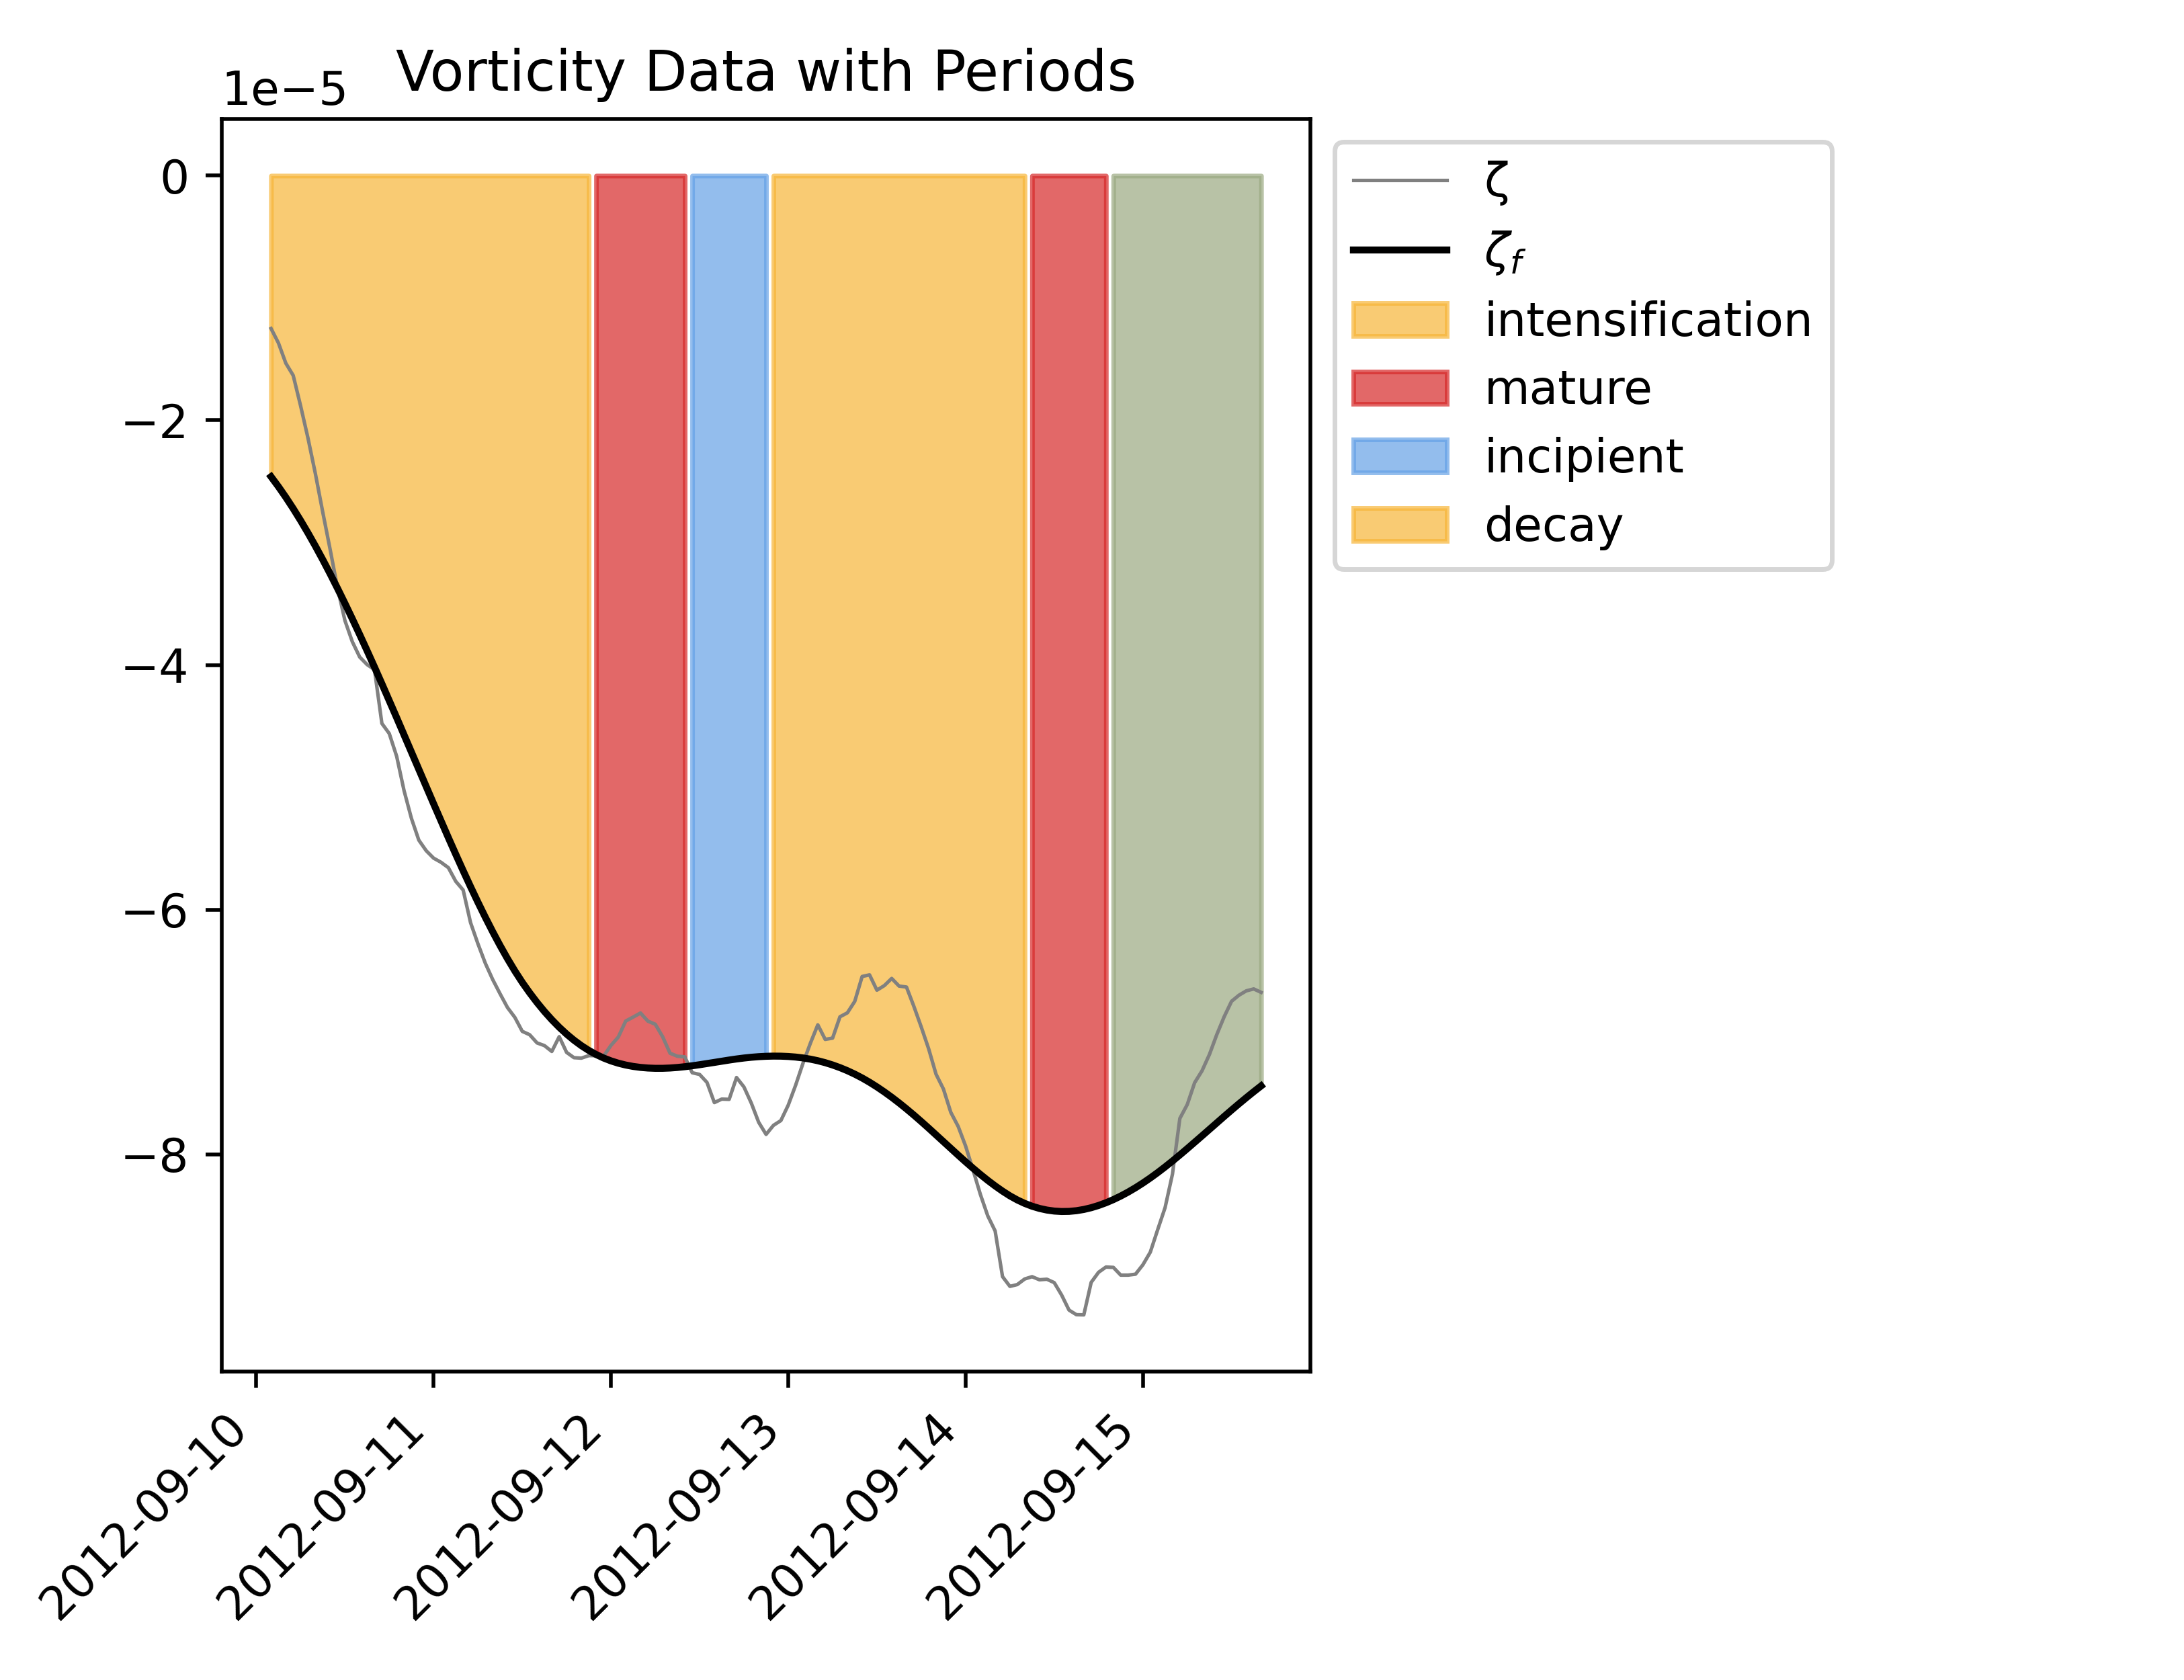 Vorticity Data with Periods
1e−5
0
−2
−4
−6
−8
2012-09-10
2012-09-11
2012-09-12
2012-09-13
2012-09-14
2012-09-15
ζ
ζf
intensification
mature
incipient
decay